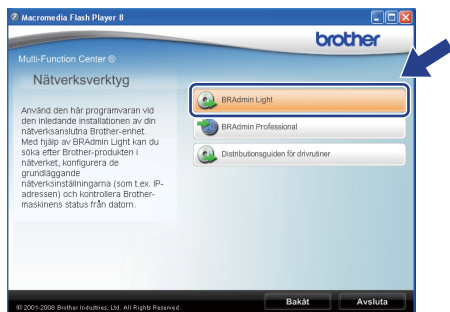 Macromedia Flash Player 8
brother
Multi-Function Center ®
Nätverksverktyg
Använd den här programvaran vid
den inledande installationen av din
nätverksanslutna Brother-enhet.
Med hjälp av BRAdmin Light kan du
söka efter Brother-produkten i
nätverket, konfigurera de
grundläggande
nätverksinställningarna (som t.ex. IP-
adressen) och kontrollera Brother-
maskinens status från datorn.
BRAdmin Light
BRAdmin Professional
Distributionsguiden för drivrutiner
© 2001-2008 Brother Industries, Ltd. All Rights Reserved.
Bakåt
Avsluta